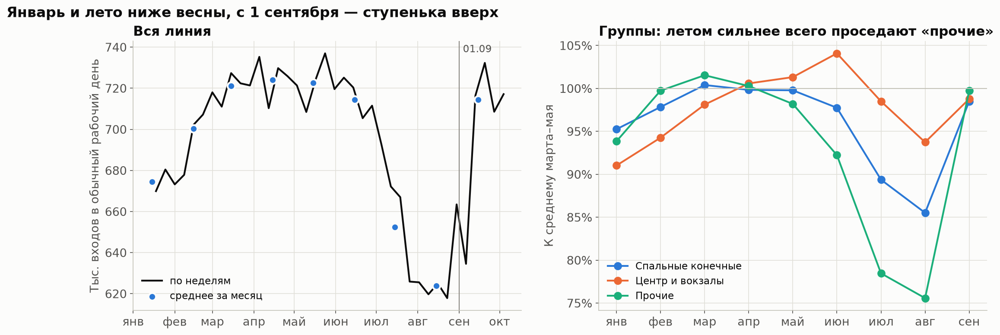 Январь и лето ниже весны, с 1 сентября — ступенька вверх
Вся линия
Тыс. входов в обычный рабочий день
740
720
700
680
660
640
620
01.09
по неделям
среднее за месяц
янв фев мар апр май июн июл авг сен окт
Группы: летом сильнее всего проседают «прочие»
К среднему марта–мая
105%
100%
95%
90%
85%
80%
75%
Спальные конечные
Центр и вокзалы
Прочие
янв фев мар апр май июн июл авг сен